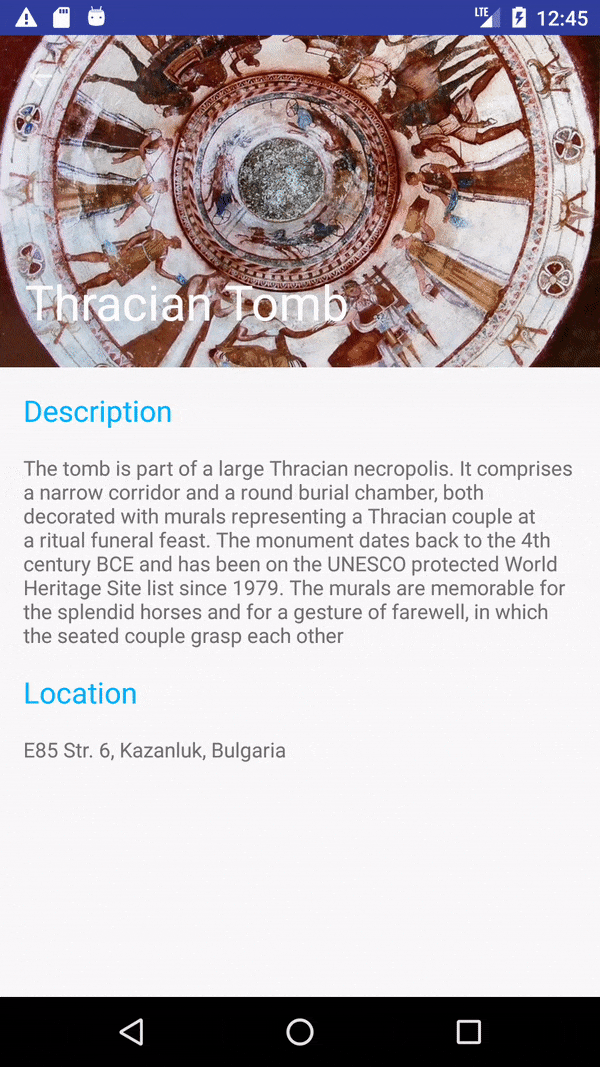 LTE 12:45
Thracian Tomb
Description
The tomb is part of a large Thracian necropolis. It comprises
a narrow corridor and a round burial chamber, both
decorated with murals representing a Thracian couple at
a ritual funeral feast. The monument dates back to the 4th
century BCE and has been on the UNESCO protected World
Heritage Site list since 1979. The murals are memorable for
the splendid horses and for a gesture of farewell, in which
the seated couple grasp each other
Location
E85 Str. 6, Kazanluk, Bulgaria